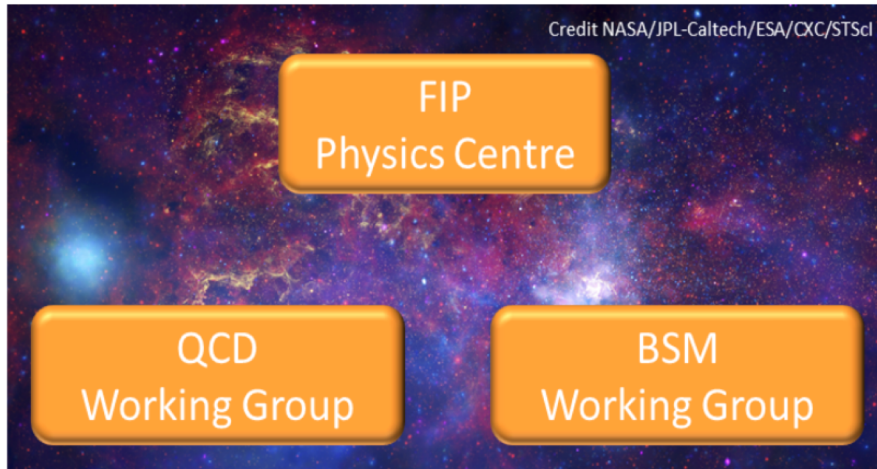 Credit NASA/JPL-Caltech/ESA/CXC/STScI
FIP
Physics Centre
QCD
Working Group
BSM
Working Group